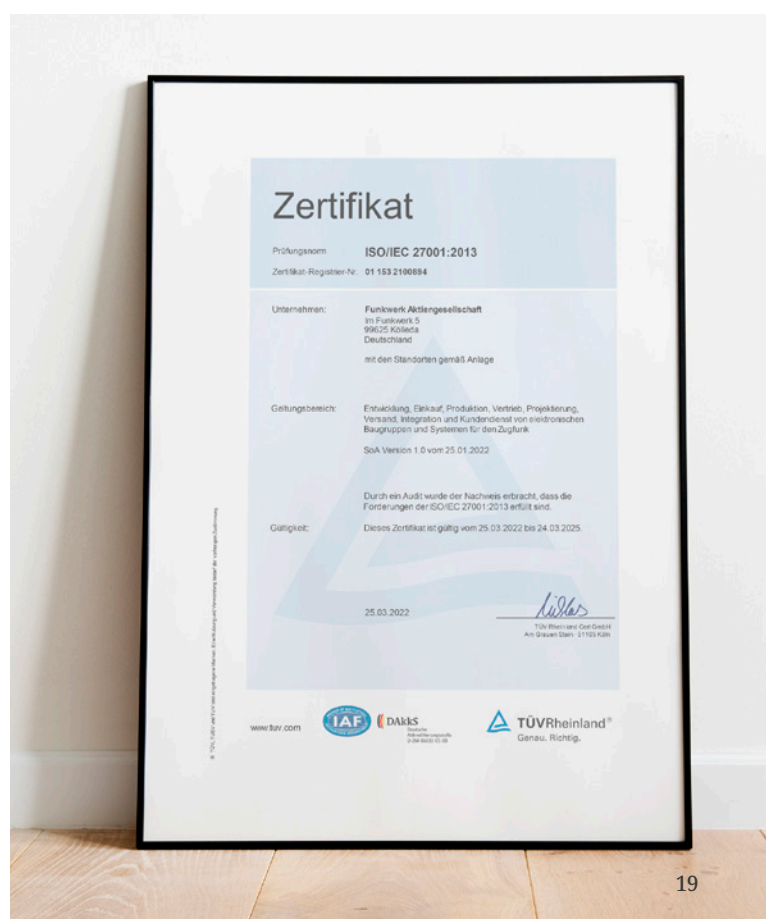 Zertifikat
Prüfungsnorm ISO/IEC 27001:2013
Zertifikat-Registrier-Nr.: 01 153 2100884
Unternehmen: Funkwerk Aktiengesellschaft
Im Funkwerk 5
99625 Kölleda
Deutschland
mit den Standorten gemäß Anlage
Geltungsbereich: Entwicklung, Einkauf, Produktion, Vertrieb, Projektierung,
Versand, Integration und Kundendienst von elektronischen
Baugruppen und Systemen für den Zugfunk
SoA Version 1.0 vom 25.01.2022
Durch ein Audit wurde der Nachweis erbracht, dass die
Forderungen der ISO/IEC 27001:2013 erfüllt sind.
Gültigkeit: Dieses Zertifikat ist gültig vom 25.03.2022 bis 24.03.2025.
25.03.2022
TÜV Rheinland Cert GmbH
Am Grauen Stein · 51105 Köln
www.tuv.com
IAF
DAkkS
Deutsche
Akkreditierungsstelle
TÜVRheinland®
Genau. Richtig.
19